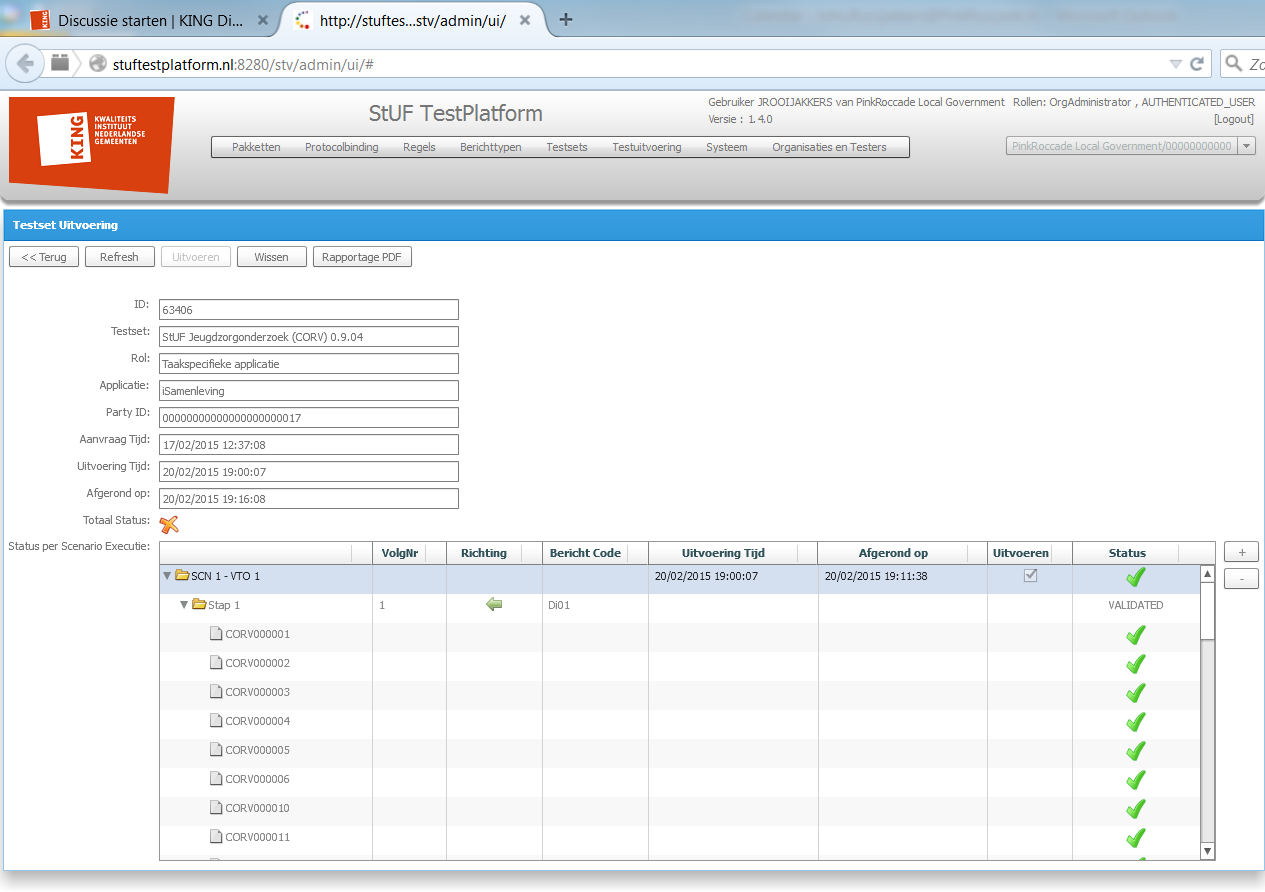 Discussie starten | KING Di...
http://stuftes...stv/admin/ui/
stuftestplatform.nl:8280/stv/admin/ui/#
Zo
KING
KWALITEITS
INSTITUUT
NEDERLANDSE
GEMEENTEN
StUF TestPlatform
Gebruiker JROOIJAKKERS van PinkRoccade Local Government Rollen: OrgAdministrator , AUTHENTICATED_USER
Versie : 1.4.0
[Logout]
Pakketten Protocolbinding Regels Berichttypen Testsets Testuitvoering Systeem Organisaties en Testers
PinkRoccade Local Government/00000000000
Testset Uitvoering
<< Terug Refresh Uitvoeren Wissen Rapportage PDF
ID: 63406
Testset: StUF Jeugdzorgonderzoek (CORV) 0.9.04
Rol: Taakspecifieke applicatie
Applicatie: iSamenleving
Party ID: 00000000000000000000017
Aanvraag Tijd: 17/02/2015 12:37:08
Uitvoering Tijd: 20/02/2015 19:00:07
Afgerond op: 20/02/2015 19:16:08
Totaal Status:
Status per Scenario Executie:
VolgNr Richting Bericht Code Uitvoering Tijd Afgerond op Uitvoeren Status
+
SCN 1 - VTO 1 20/02/2015 19:00:07 20/02/2015 19:11:38
-
Stap 1 1 Di01 VALIDATED
CORV000001
CORV000002
CORV000003
CORV000004
CORV000005
CORV000006
CORV000010
CORV000011